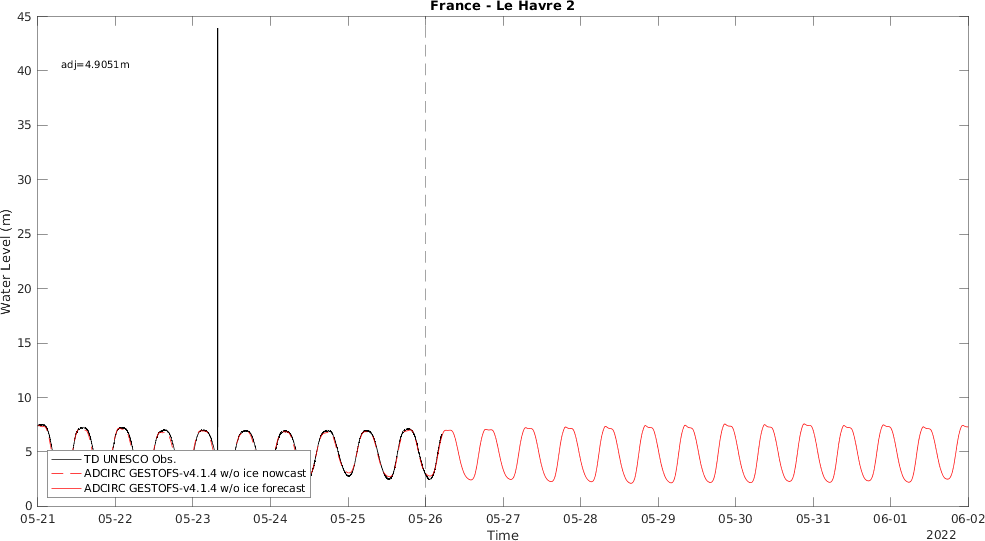 France - Le Havre 2
adj=4.9051m
45
40
35
30
25
20
15
10
5
0
Water Level (m)
TD UNESCO Obs.
ADCIRC GESTOFS-v4.1.4 w/o ice nowcast
ADCIRC GESTOFS-v4.1.4 w/o ice forecast
05-21 05-22 05-23 05-24 05-25 05-26 05-27 05-28 05-29 05-30 05-31 06-01 06-02
Time
2022